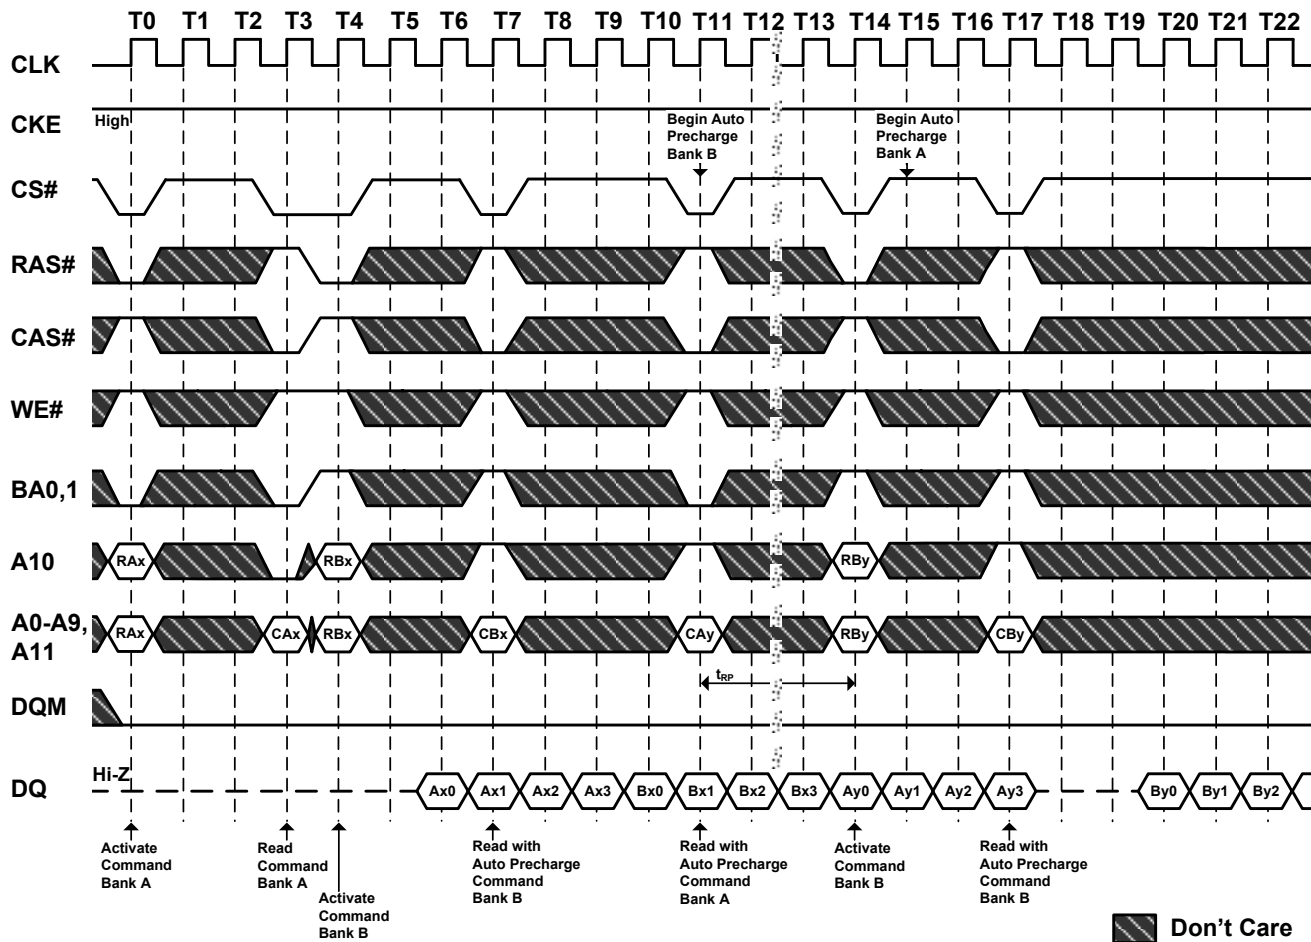 T0 T1 T2 T3 T4 T5 T6 T7 T8 T9 T10 T11 T12 T13 T14 T15 T16 T17 T18 T19 T20 T21 T22
CLK
CKE
High
Begin Auto
Precharge
Bank B
Begin Auto
Precharge
Bank A
CS#
RAS#
CAS#
WE#
BA0,1
A10
RAx RBx RBy
A0-A9,
A11
RAx CAx RBx CBx CAy RBy CBy
tRP
DQM
Hi-Z
DQ
Ax0 Ax1 Ax2 Ax3 Bx0 Bx1 Bx2 Bx3 Ay0 Ay1 Ay2 Ay3 By0 By1 By2
Activate
Command
Bank A
Read
Command
Bank A
Activate
Command
Bank B
Read with
Auto Precharge
Command
Bank B
Read with
Auto Precharge
Command
Bank A
Activate
Command
Bank B
Read with
Auto Precharge
Command
Bank B
Don't Care